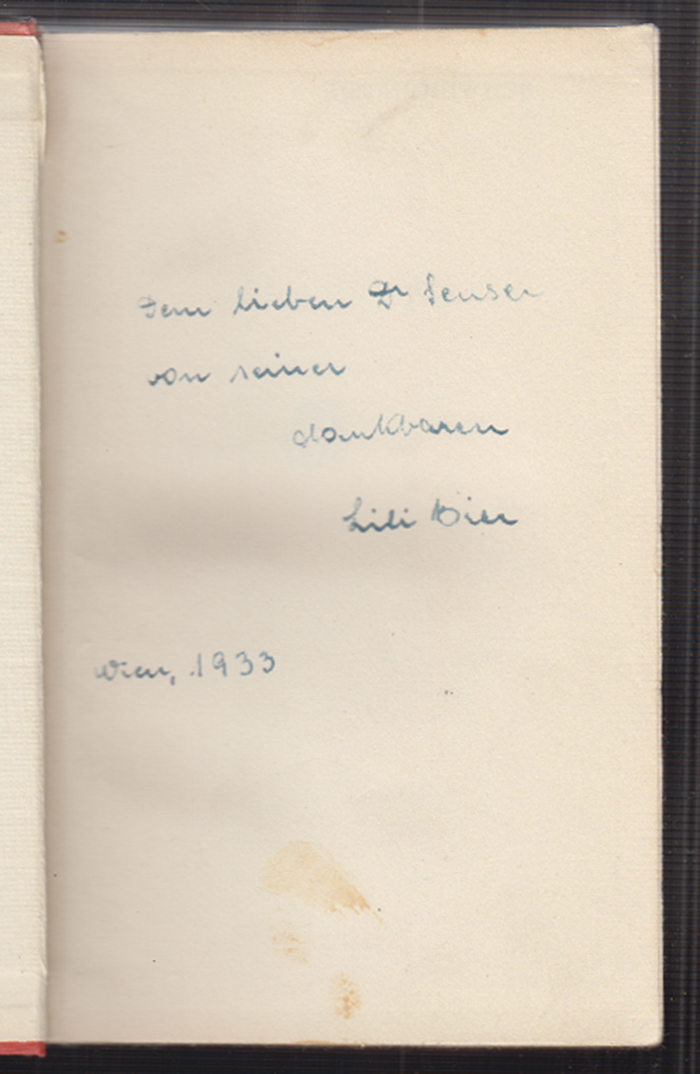 Dem lieben Dr Senser
von seiner
dankbaren
Lili Bier
Wien, 1933